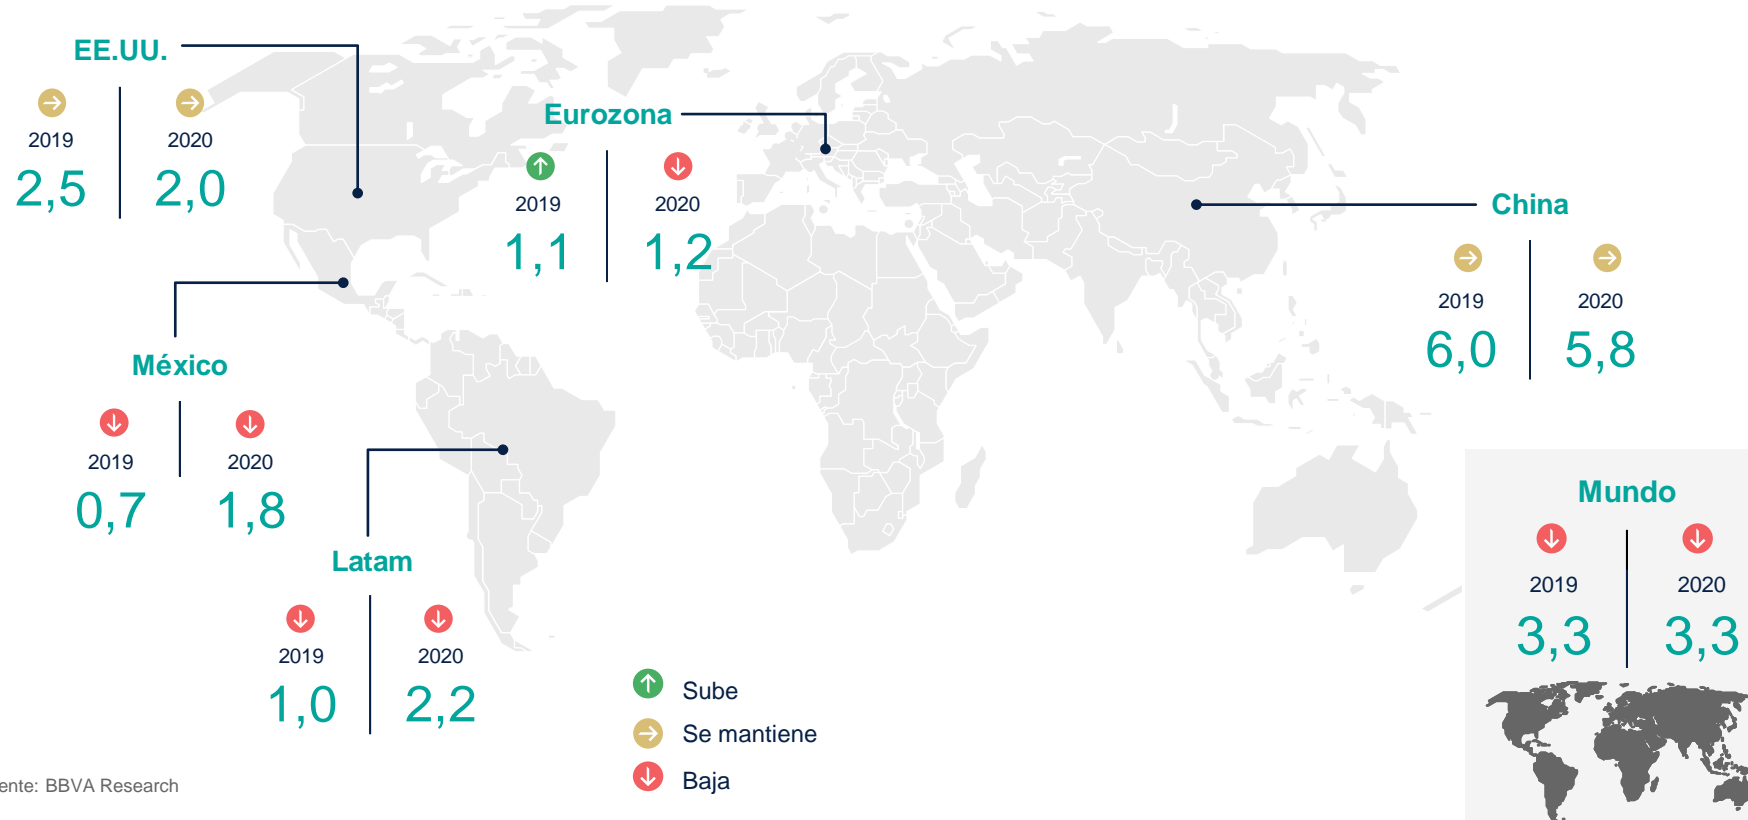 EE.UU.
2019 2020
2,5 2,0
Eurozona
2019 2020
1,1 1,2
China
2019 2020
6,0 5,8
México
2019 2020
0,7 1,8
Latam
2019 2020
1,0 2,2
Mundo
2019 2020
3,3 3,3
Sube
Se mantiene
Baja
ente: BBVA Research